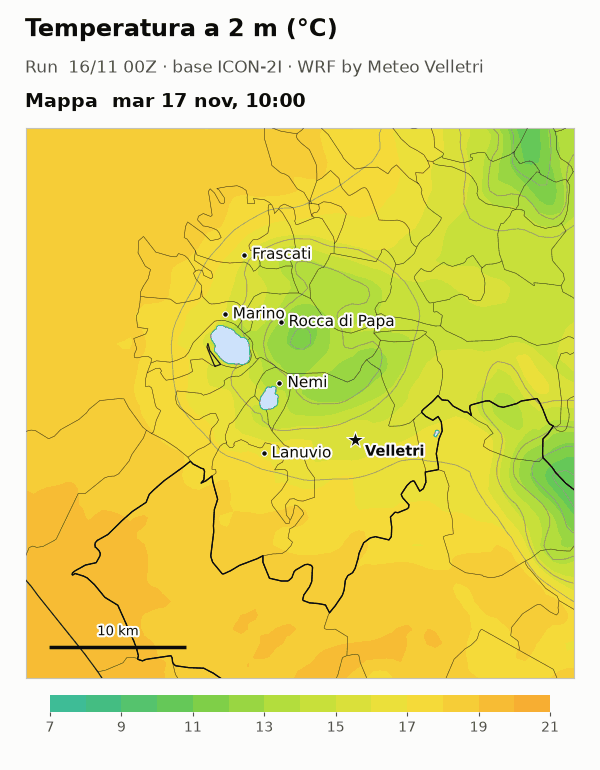 Temperatura a 2 m (°C)
Run  16/11 00Z · base ICON-2I · WRF by Meteo Velletri
Mappa  mar 17 nov, 10:00
Frascati
Marino
Rocca di Papa
Nemi
Velletri
Lanuvio
10 km
7 9 11 13 15 17 19 21